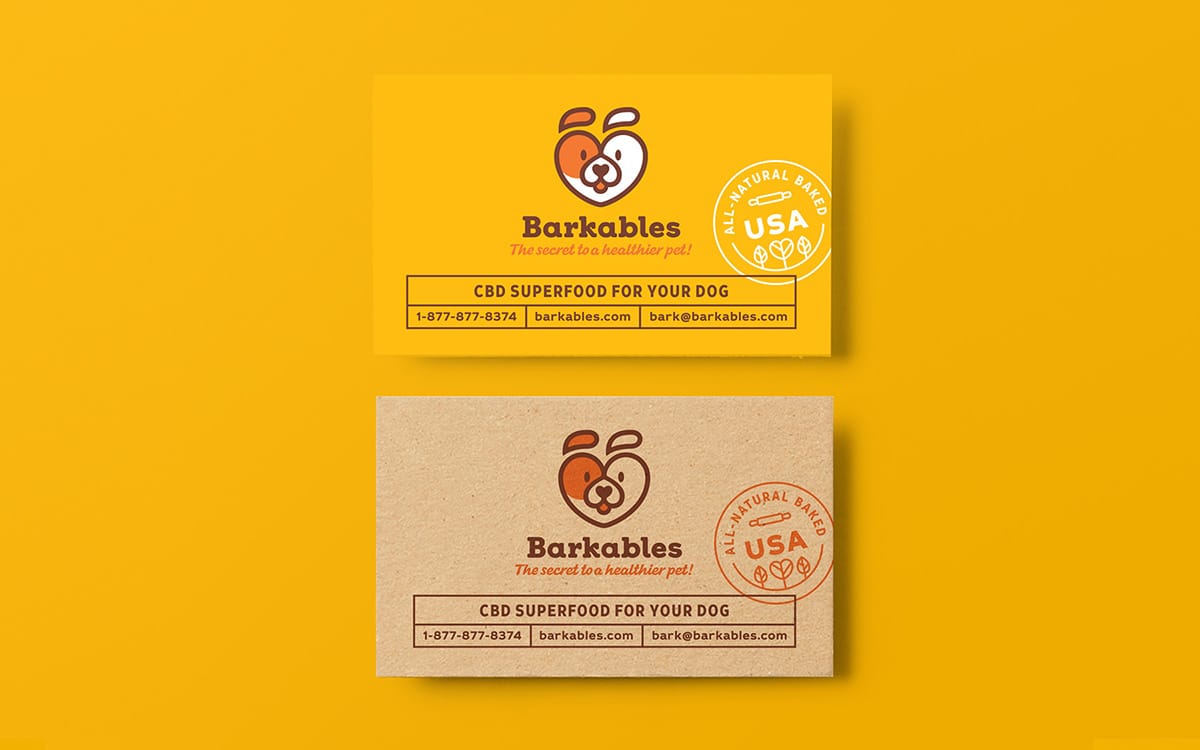 Barkables
The secret to a healthier pet!
ALL-NATURAL BAKED
USA
CBD SUPERFOOD FOR YOUR DOG
1-877-877-8374 barkables.com bark@barkables.com
Barkables
The secret to a healthier pet!
ALL-NATURAL BAKED
USA
CBD SUPERFOOD FOR YOUR DOG
1-877-877-8374 barkables.com bark@barkables.com